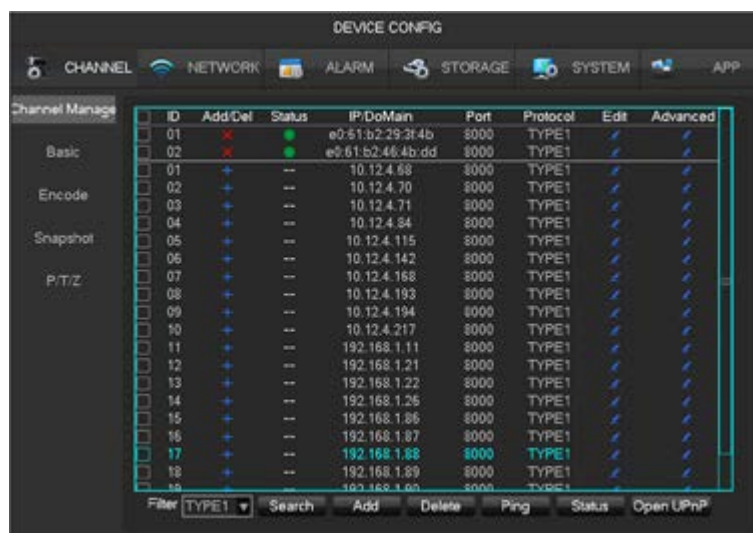 DEVICE CONFIG
CHANNEL NETWORK ALARM STORAGE SYSTEM APP
Channel Manage
Basic
Encode
Snapshot
P/T/Z
ID Add/Del Status IP/DoMain Port Protocol Edit Advanced
01 e0:61:b2:29:3f:4b 8000 TYPE1
02 e0:61:b2:46:4b:dd 8000 TYPE1
01 + -- 10.12.4.68 8000 TYPE1
02 + -- 10.12.4.70 8000 TYPE1
03 + -- 10.12.4.71 8000 TYPE1
04 + -- 10.12.4.84 8000 TYPE1
05 + -- 10.12.4.115 8000 TYPE1
06 + -- 10.12.4.142 8000 TYPE1
07 + -- 10.12.4.168 8000 TYPE1
08 + -- 10.12.4.193 8000 TYPE1
09 + -- 10.12.4.194 8000 TYPE1
10 + -- 10.12.4.217 8000 TYPE1
11 + -- 192.168.1.11 8000 TYPE1
12 + -- 192.168.1.21 8000 TYPE1
13 + -- 192.168.1.22 8000 TYPE1
14 + -- 192.168.1.26 8000 TYPE1
15 + -- 192.168.1.86 8000 TYPE1
16 + -- 192.168.1.87 8000 TYPE1
17 + -- 192.168.1.88 8000 TYPE1
18 + -- 192.168.1.89 8000 TYPE1
19 192.168.1.90 8000 TYPE1
Filter TYPE1 Search Add Delete Ping Status Open UPnP